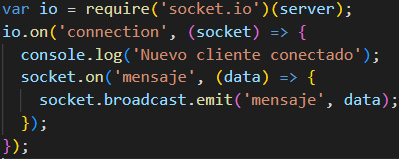 var io = require('socket.io')(server);
io.on('connection', (socket) => {
  console.log('Nuevo cliente conectado');
  socket.on('mensaje', (data) => {
    socket.broadcast.emit('mensaje', data);
  });
});